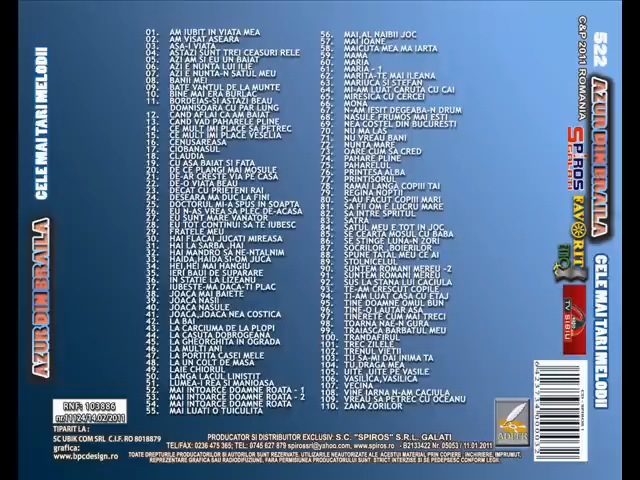 AZUR DIN BRAILA CELE MAI TARI MELODII
01. AM IUBIT IN VIATA MEA
02. AM VISAT ASEARA
03. ASA-I VIATA
04. ASTAZI SUNT TREI CEASURI RELE
05. AZI AM SI EU UN BAIAT
06. AZI E NUNTA LUI ILIE
07. AZI E NUNTA-N SATUL MEU
08. BANII MEI
09. BATE VANTUL DE LA MUNTE
10. BINE MAI ERA BURLAC
11. BORDEIAS-SI ASTAZI BEAU
DOMNISOARA CU PAR LUNG
12. CAND AFLAI CA AM BAIAT
13. CAND VAD PAHARELE PLINE
14. CE MULT IMI PLACE SA PETREC
15. CE MULT IMI PLACE VESELIA
16. CENUSAREASA
17. CIOBANASUL
18. CLAUDIA
19. CU ASA BAIAT SI FATA
20. DE CE PLANGI MAI MOSULE
21. DE-AR CRESTE VIA PE CASA
22. DE-O VIATA BEAU
23. DECAT CU PRIETENI RAI
24. DESEARA MA DUC LA FINI
25. DOCTORUL MI-A SPUS IN SOAPTA
26. EU N-AS VREA SA PLEC DE-ACASA
27. EU SUNT MARE VANATOR
28. EU TOT CONTINUI SA TE IUBESC
29. FRATELE MEU
30. HAI FLACAI JUCATI MIREASA
31. HAI LA SARBA, HAI
32. HAI MANDRO SA NE-NTALNIM
33. HAIDA,HAIDA SI-OM JUCA
34. HEI,HEI MAI HANGIU
35. IERI BAUI DE SUPARARE
36. IN STATIE LA LIZEANU
37. IUBESTE-MA DACA-TI PLAC
38. JOACA MAI BAIETE
39. JOACA NASII
40. JOACA NASULE
41. JOACA,JOACA NEA COSTICA
42. LA BAI
43. LA CARCIUMA DE LA PLOPI
44. LA CASUTA DOBROGEANA
45. LA GHEORGHITA IN OGRADA
46. LA MULTI ANI
47. LA PORTITA CASEI MELE
48. LA UN COLT DE MASA
49. LAIE CHIORUL
50. LANGA LACUL LINISTIT
51. LUMEA-I REA SI MANIOASA
52. MAI INTOARCE DOAMNE ROATA - 1
53. MAI INTOARCE DOAMNE ROATA - 2
54. MAI INTOARCE DOAMNE ROATA
55. MAI LUATI O TUICULITA
56. MAI,AL NAIBII JOC
57. MAI IOANE
58. MAICUTA MEA MA IARTA
59. MAMA
60. MARIA
61. MARIA - 1
62. MARITA-TE MAI ILEANA
63. MARIUCA SI STEFAN
64. MI-AM LUAT CARUTA CU CAI
65. MIRESICA CU CERCEI
66. MONA
67. N-AM IESIT DEGEABA-N DRUM
68. NASULE FRUMOS MAI ESTI
69. NEA COSTEL DIN BUCURESTI
70. NU MA LAS
71. NU VREAU BANI
72. NUNTA MARE
73. OARE CUM SA CRED
74. PAHARE PLINE
75. PAHARELUL
76. PRINTESA ALBA
77. PRINTISORUL
78. RAMAI LANGA COPIII TAI
79. REGINA NOPTII
80. S-AU FACUT COPIII MARI
81. SA FII OM E LUCRU MARE
82. SA INTRE SPRITUL
83. SATRA
84. SATUL MEU E TOT IN JOC
85. SE CEARTA MOSUL CU BABA
86. SE STINGE LUNA-N ZORI
87. SOCRILOR, BOIERILOR
88. SPUNE TATAL MEU CE AI
89. STOLNICELUL
90. SUNTEM ROMANI MEREU -2
91. SUNTEM ROMANI MEREU
92. SUS LA STANA LUI CACIULA
93. TE-AM CRESCUT COPILE
94. TI-AM LUAT CASA CU ETAJ
95. TINE DOAMNE OMUL BUN
96. TINE-O LAUTAR ASA
97. TINERETE CUM MAI TRECI
98. TOARNA NAE-N GURA
99. TRAIASCA BARBATUL MEU
100. TRANDAFIRUL
101. TREC ZILELE
102. TRENUL VIETII
103. TU SA-MI DAI INIMA TA
104. TU,DRAGA MEA
105. UITE, UITE PE VASILE
106. VASILICA,VASILICA
107. VECINA
108. VINE IARNA N-AM CACIULA
109. VREAU SA PETREC CU OCEANU
110. ZANA ZORILOR
522 AZUR DIN BRAILA CELE MAI TARI MELODII
C&P 2011 ROMANIA
SP.ROS
GALATI
FAVORIT
ETNO
TV SIBIU
RNF: 103886
TIPARIT LA :
SC UBIK COM SRL C.I.F. RO 8018879
grafica:
www.bpcdesign.ro
PRODUCATOR SI DISTRIBUITOR EXCLUSIV: S.C. "SPIROS" S.R.L. GALATI
ADLER